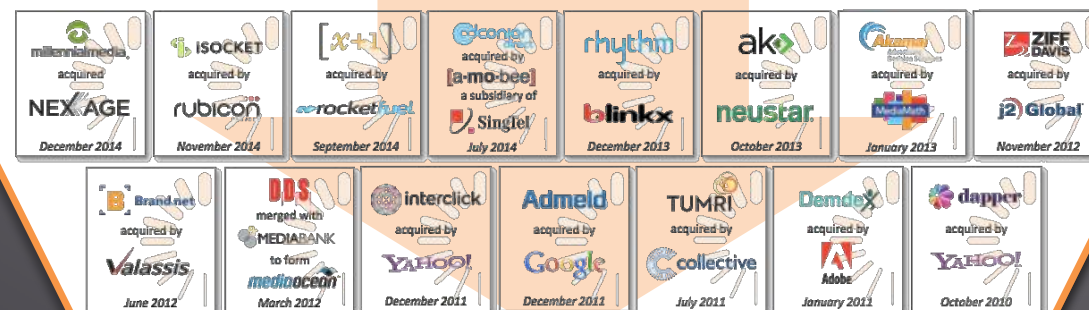 millennialmedia.
acquired
NEXAGE
December 2014
iSOCKET
acquired by
rubicon
November 2014
[x+1]
acquired by
rocketfuel
September 2014
adconion
direct
acquired by
[a•mo•bee]
a subsidiary of
Singtel
July 2014
rhythm
acquired by
blinkx
December 2013
ak
acquired by
neustar.
October 2013
Akamai
acquired by
MediaMath
January 2013
ZIFF
DAVIS
acquired by
j2 Global
November 2012
B
Brand.net
acquired by
Valassis
June 2012
DDS
merged with
MEDIABANK
to form
mediaocean
March 2012
interclick
acquired by
YAHOO!
December 2011
Admeld
acquired by
Google
December 2011
TUMRI
acquired by
collective
July 2011
Demdex
acquired by
Adobe
January 2011
dapper
acquired by
YAHOO!
October 2010